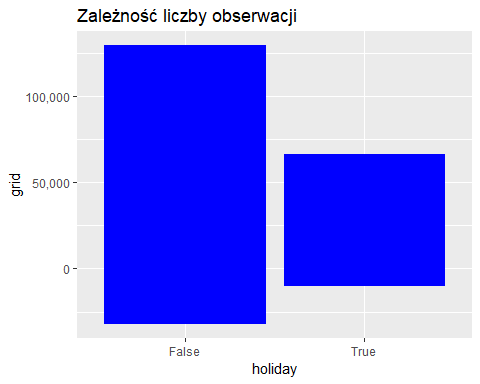 Zależność liczby obserwacji
100,000
50,000
0
grid
False
True
holiday